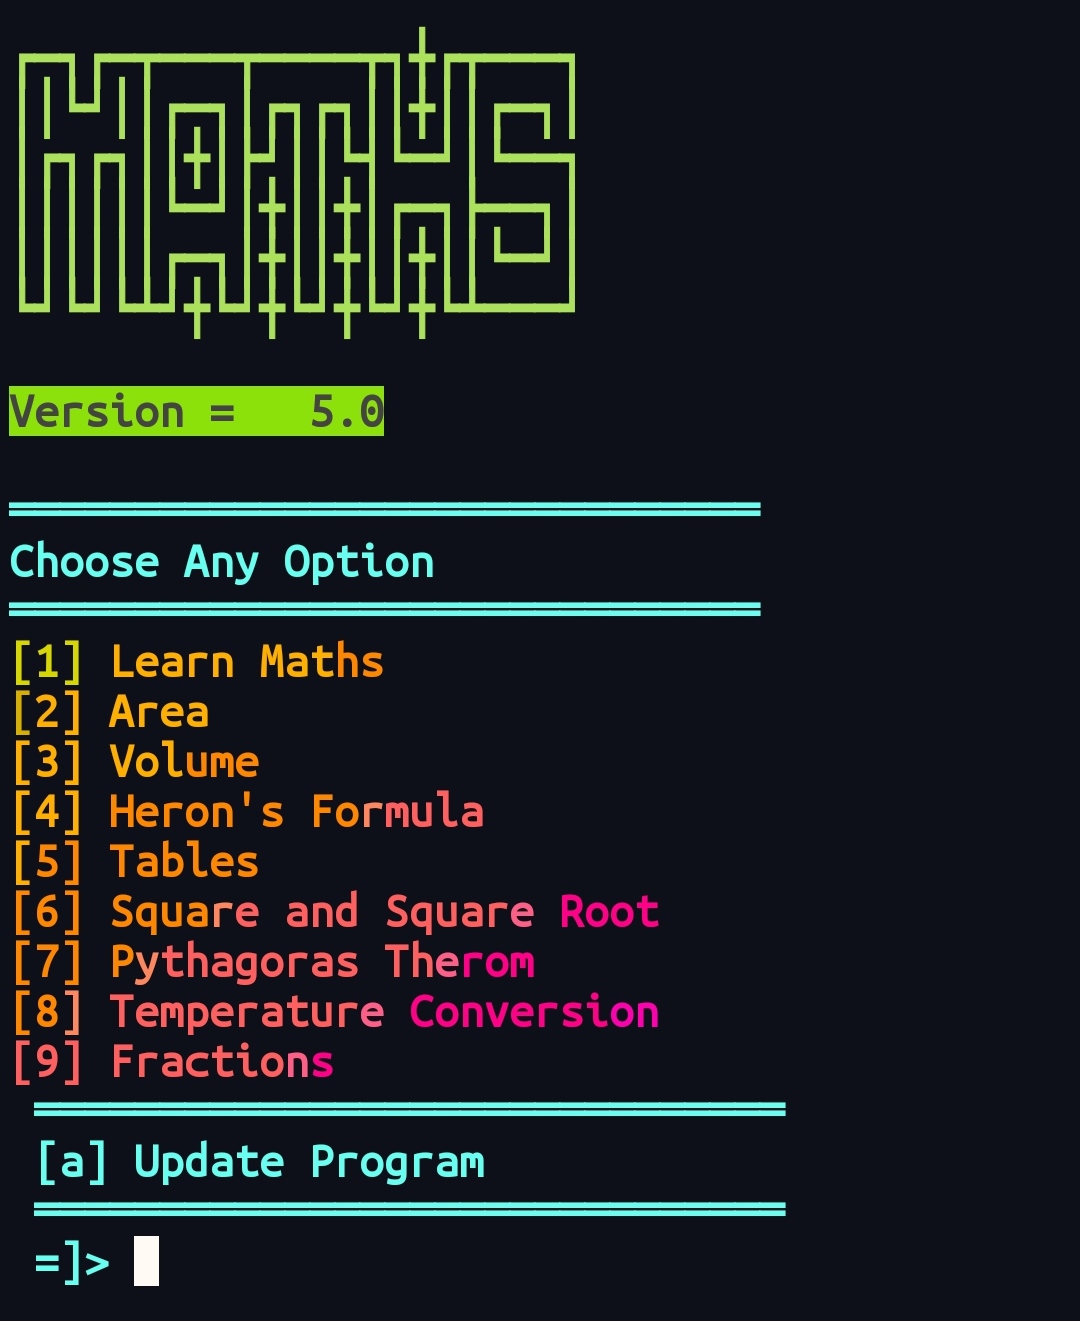 MATHS
Version =   5.0
Choose Any Option
[1] Learn Maths
[2] Area
[3] Volume
[4] Heron's Formula
[5] Tables
[6] Square and Square Root
[7] Pythagoras Therom
[8] Temperature Conversion
[9] Fractions
[a] Update Program
=]>